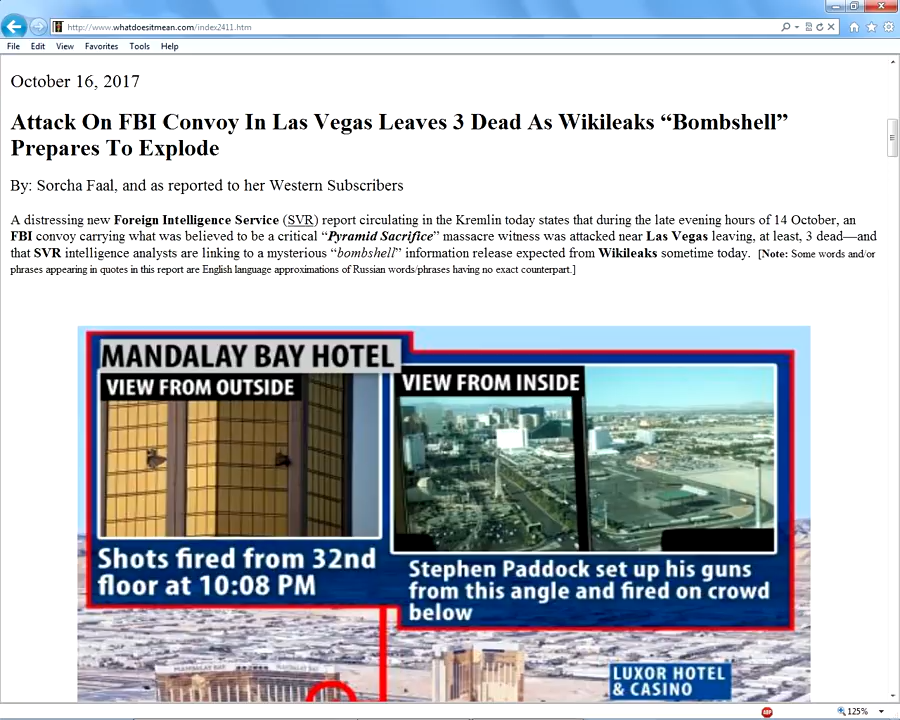 http://www.whatdoesitmean.com/index2411.htm
File Edit View Favorites Tools Help
October 16, 2017
Attack On FBI Convoy In Las Vegas Leaves 3 Dead As Wikileaks “Bombshell”
Prepares To Explode
By: Sorcha Faal, and as reported to her Western Subscribers
A distressing new Foreign Intelligence Service (SVR) report circulating in the Kremlin today states that during the late evening hours of 14 October, an
FBI convoy carrying what was believed to be a critical “Pyramid Sacrifice” massacre witness was attacked near Las Vegas leaving, at least, 3 dead—and
that SVR intelligence analysts are linking to a mysterious “bombshell” information release expected from Wikileaks sometime today. [Note: Some words and/or
phrases appearing in quotes in this report are English language approximations of Russian words/phrases having no exact counterpart.]
MANDALAY BAY HOTEL
VIEW FROM OUTSIDE
VIEW FROM INSIDE
Shots fired from 32nd
floor at 10:08 PM
Stephen Paddock set up his guns
from this angle and fired on crowd
below
MANDALAY BAY
LUXOR HOTEL
& CASINO
ABP
125%